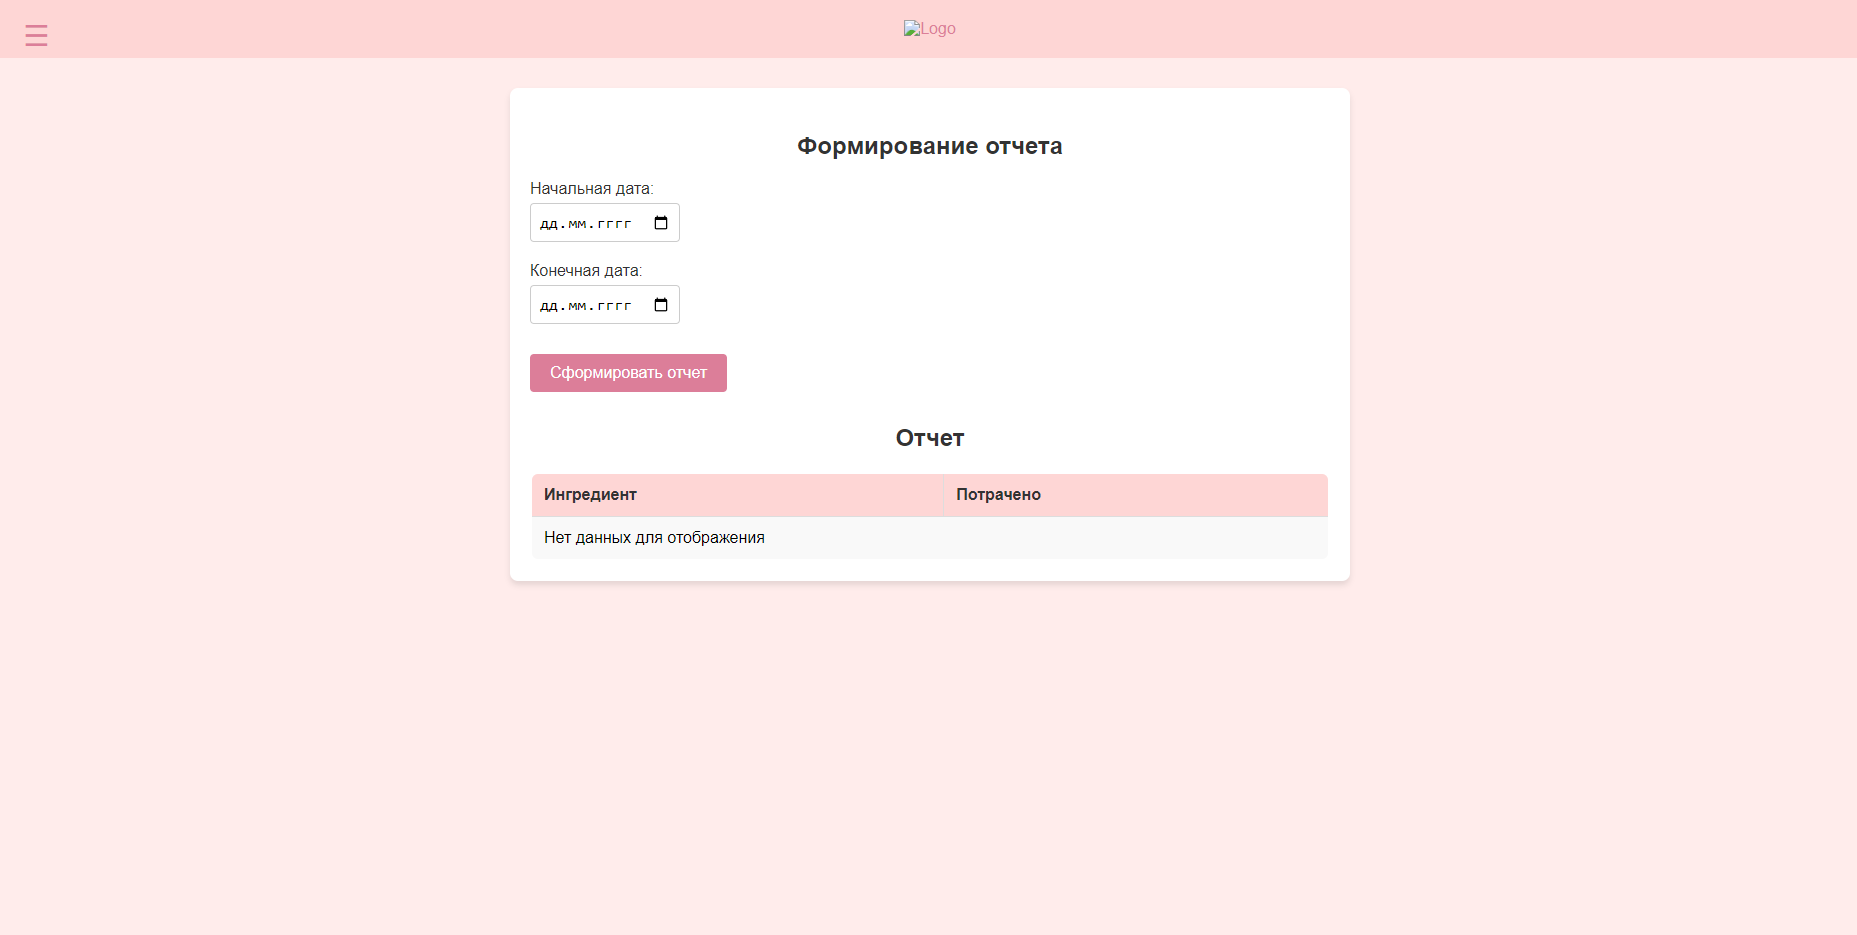 Logo
Формирование отчета
Начальная дата:
дд.мм.гггг
Конечная дата:
дд.мм.гггг
Сформировать отчет
Отчет
Ингредиент Потрачено
Нет данных для отображения